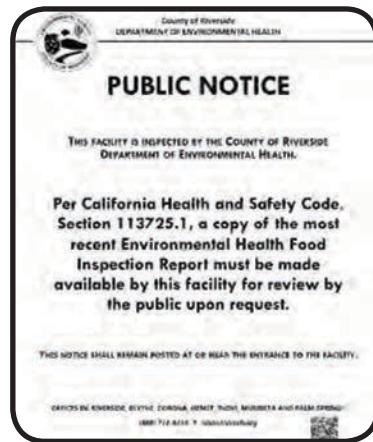 County of Riverside
DEPARTMENT OF ENVIRONMENTAL HEALTH
PUBLIC NOTICE
THIS FACILITY IS INSPECTED BY THE COUNTY OF RIVERSIDE
DEPARTMENT OF ENVIRONMENTAL HEALTH.
Per California Health and Safety Code,
Section 113725.1, a copy of the most
recent Environmental Health Food
Inspection Report must be made
available by this facility for review by
the public upon request.
THIS NOTICE SHALL REMAIN POSTED AT OR NEAR THE ENTRANCE TO THE FACILITY.
OFFICES IN RIVERSIDE, BLYTHE, CORONA, HEMET, INDIO, MURRIETA AND PALM SPRINGS